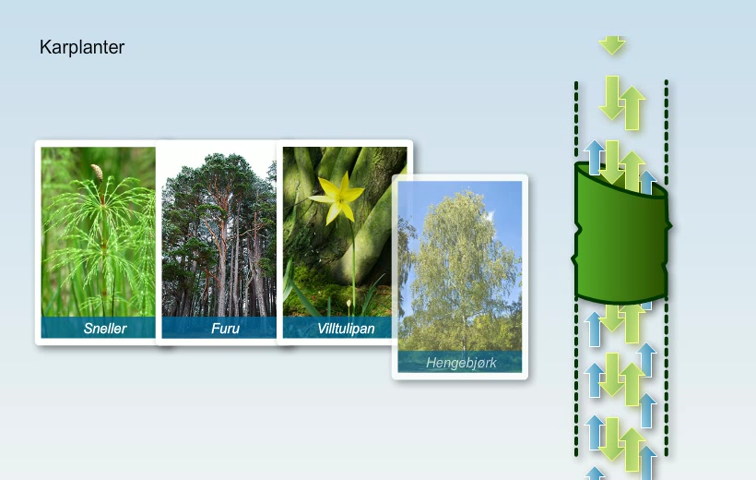 Karplanter
Sneller
Furu
Villtulipan
Hengebjørk